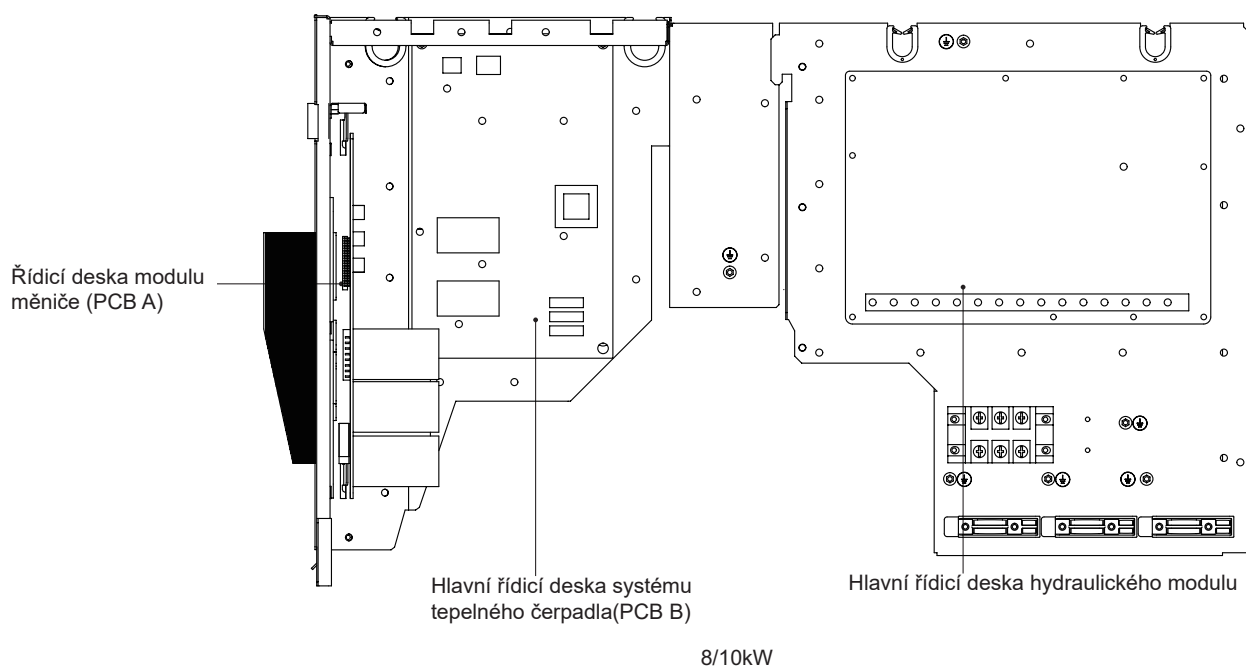 Řídicí deska modulu
měniče (PCB A)
Hlavní řídicí deska systému
tepelného čerpadla(PCB B)
Hlavní řídicí deska hydraulického modulu
8/10kW